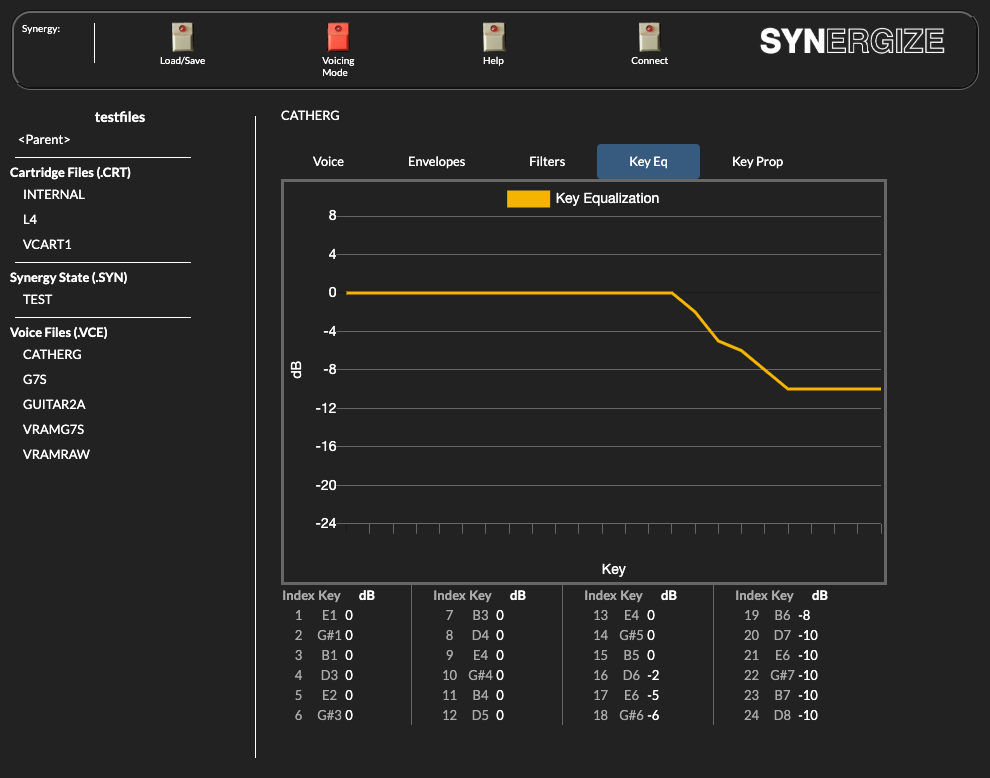 Synergy:
Load/Save
Voicing
Mode
Help
Connect
SYNERGIZE
testfiles
<Parent>
Cartridge Files (.CRT)
INTERNAL
L4
VCART1
Synergy State (.SYN)
TEST
Voice Files (.VCE)
CATHERG
G7S
GUITAR2A
VRAMG7S
VRAMRAW
CATHERG
Voice Envelopes Filters Key Eq Key Prop
Key Equalization
8
4
0
-4
-8
-12
-16
-20
-24
dB
Key
Index Key dB Index Key dB Index Key dB Index Key dB
1 E1 0 7 B3 0 13 E4 0 19 B6 -8
2 G#1 0 8 D4 0 14 G#5 0 20 D7 -10
3 B1 0 9 E4 0 15 B5 0 21 E6 -10
4 D3 0 10 G#4 0 16 D6 -2 22 G#7 -10
5 E2 0 11 B4 0 17 E6 -5 23 B7 -10
6 G#3 0 12 D5 0 18 G#6 -6 24 D8 -10